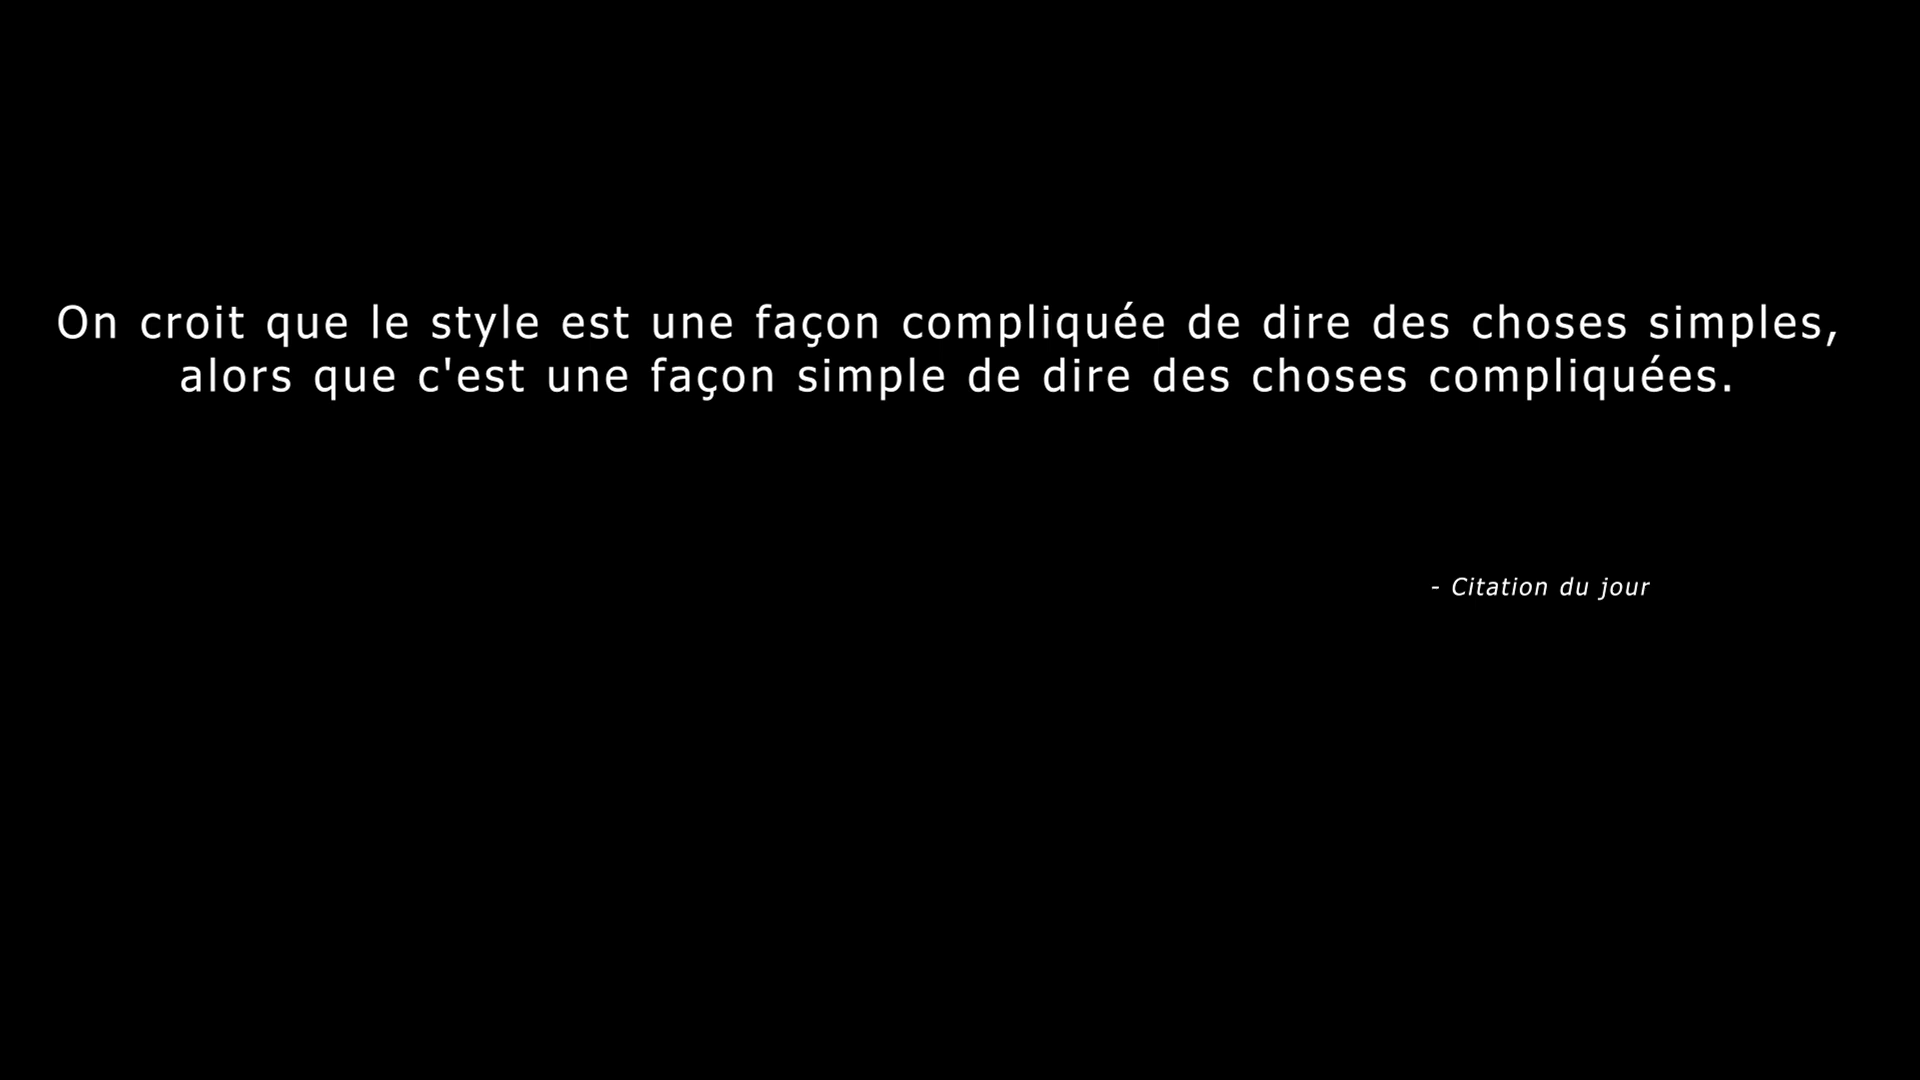 On croit que le style est une façon compliquée de dire des choses simples,
alors que c'est une façon simple de dire des choses compliquées.
- Citation du jour